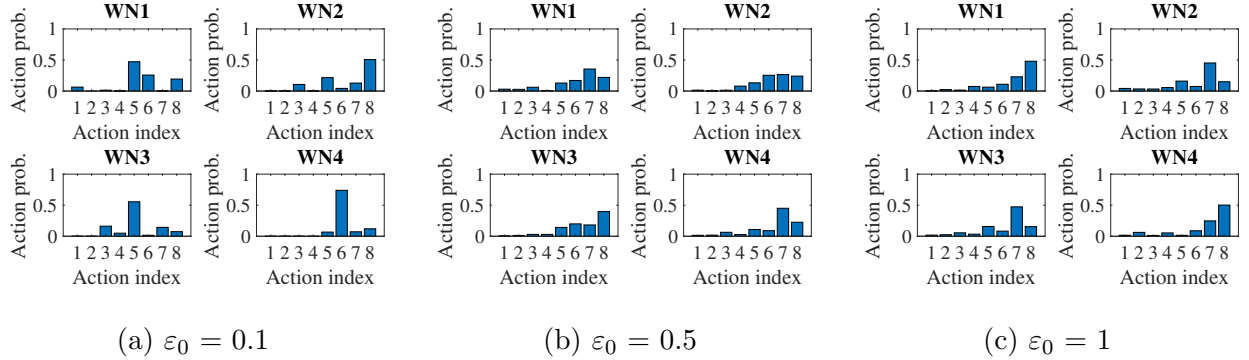 WN1 WN2
Action prob. 1 0.5 0 Action prob. 1 0.5 0
1 2 3 4 5 6 7 8 1 2 3 4 5 6 7 8
Action index Action index
WN3 WN4
Action prob. 1 0.5 0 Action prob. 1 0.5 0
1 2 3 4 5 6 7 8 1 2 3 4 5 6 7 8
Action index Action index
(a) ε₀ = 0.1
WN1 WN2
Action prob. 1 0.5 0 Action prob. 1 0.5 0
1 2 3 4 5 6 7 8 1 2 3 4 5 6 7 8
Action index Action index
WN3 WN4
Action prob. 1 0.5 0 Action prob. 1 0.5 0
1 2 3 4 5 6 7 8 1 2 3 4 5 6 7 8
Action index Action index
(b) ε₀ = 0.5
WN1 WN2
Action prob. 1 0.5 0 Action prob. 1 0.5 0
1 2 3 4 5 6 7 8 1 2 3 4 5 6 7 8
Action index Action index
WN3 WN4
Action prob. 1 0.5 0 Action prob. 1 0.5 0
1 2 3 4 5 6 7 8 1 2 3 4 5 6 7 8
Action index Action index
(c) ε₀ = 1